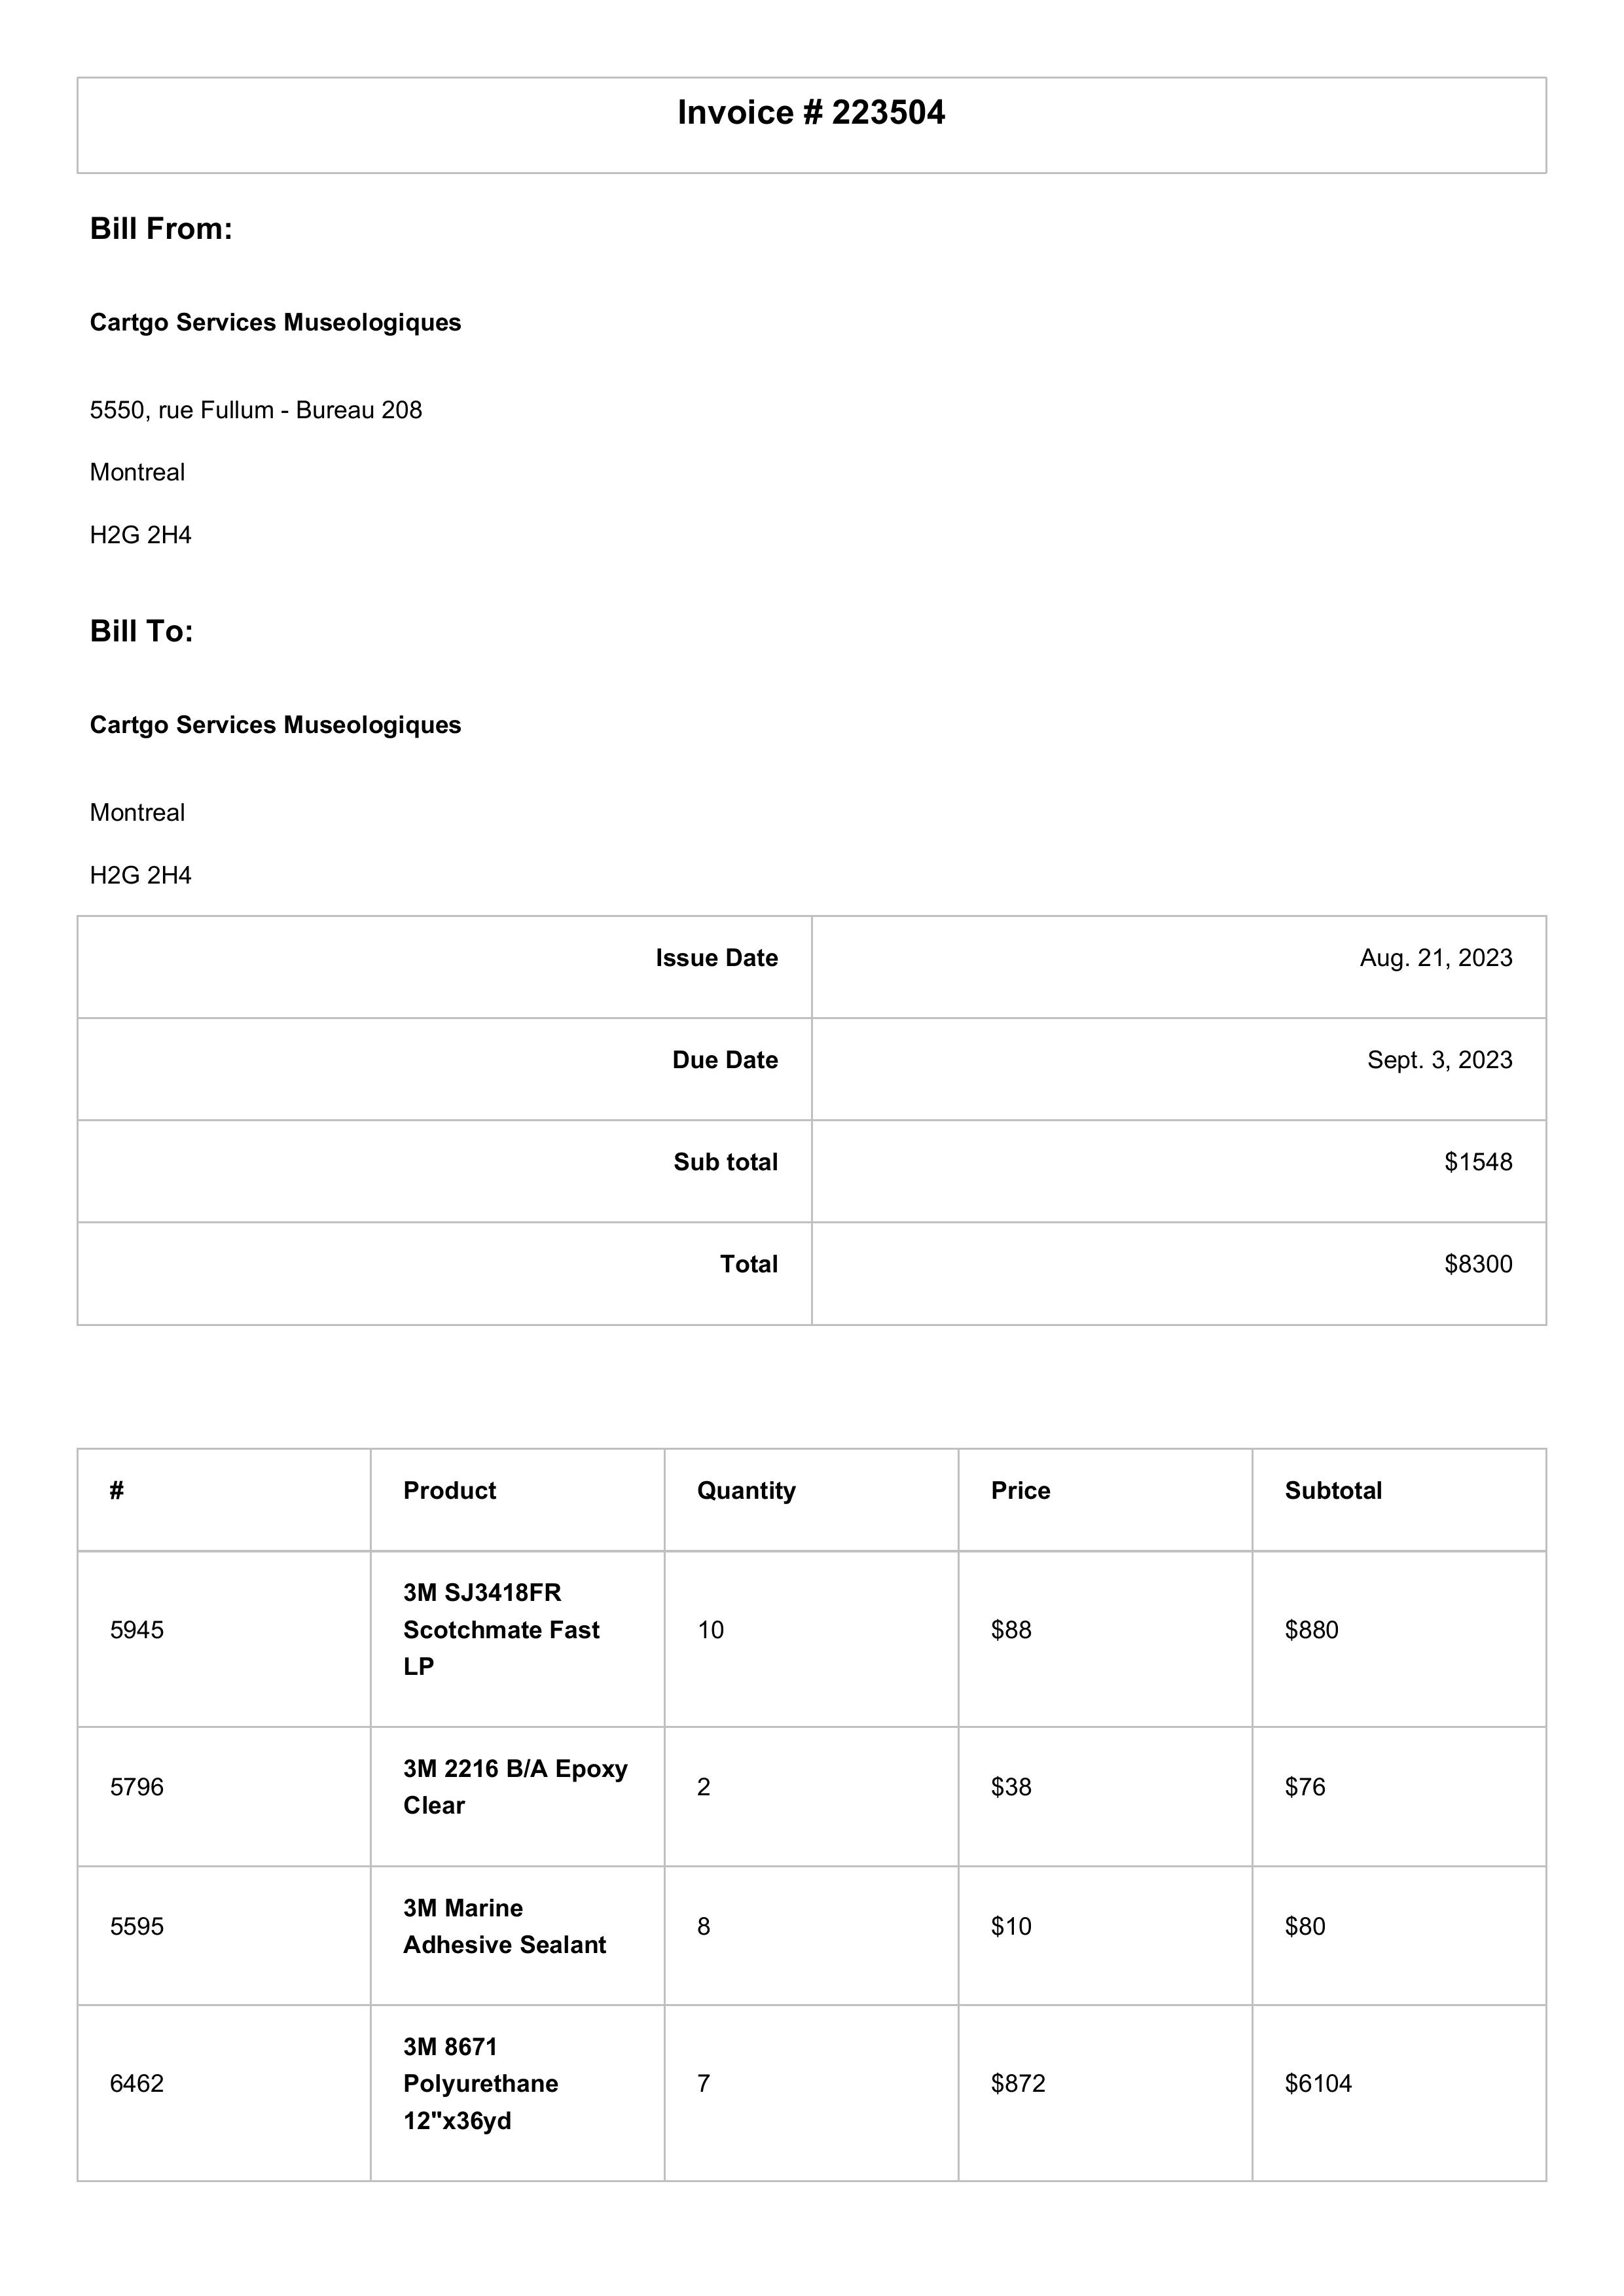 Invoice # 223504
Bill From:
Cartgo Services Museologiques
5550, rue Fullum - Bureau 208
Montreal
H2G 2H4
Bill To:
Cartgo Services Museologiques
Montreal
H2G 2H4
Issue Date Aug. 21, 2023
Due Date Sept. 3, 2023
Sub total $1548
Total $8300
# Product Quantity Price Subtotal
3M SJ3418FR
5945 Scotchmate Fast 10 $88 $880
LP
3M 2216 B/A Epoxy
5796 2 $38 $76
Clear
3M Marine
5595 8 $10 $80
Adhesive Sealant
3M 8671
6462 Polyurethane 7 $872 $6104
12"x36yd